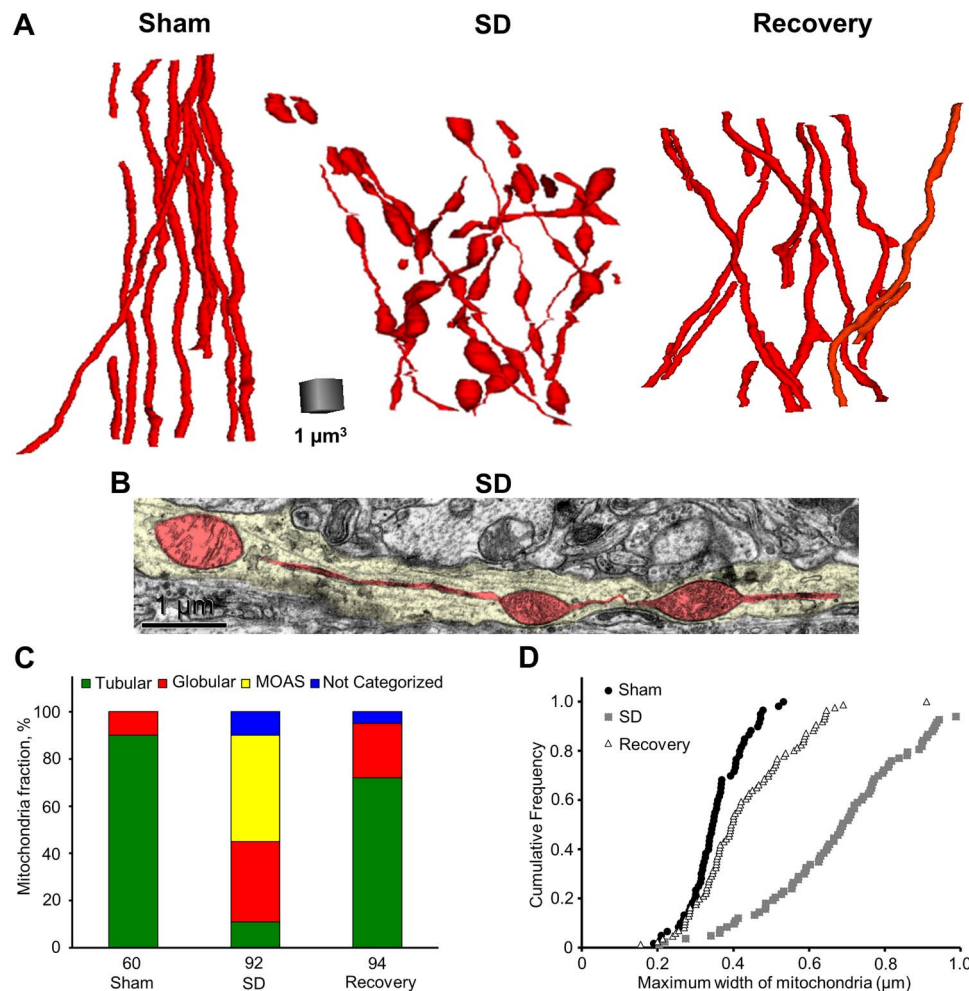 A Sham SD Recovery
1 μm³
B SD
1 μm
C
Tubular Globular MOAS Not Categorized
Mitochondria fraction, %
100
80
60
40
20
0
60 92 94
Sham SD Recovery
D
Sham
SD
Recovery
Cumulative Frequency
1.0
0.8
0.6
0.4
0.2
0
0 0.2 0.4 0.6 0.8 1.0
Maximum width of mitochondria (μm)